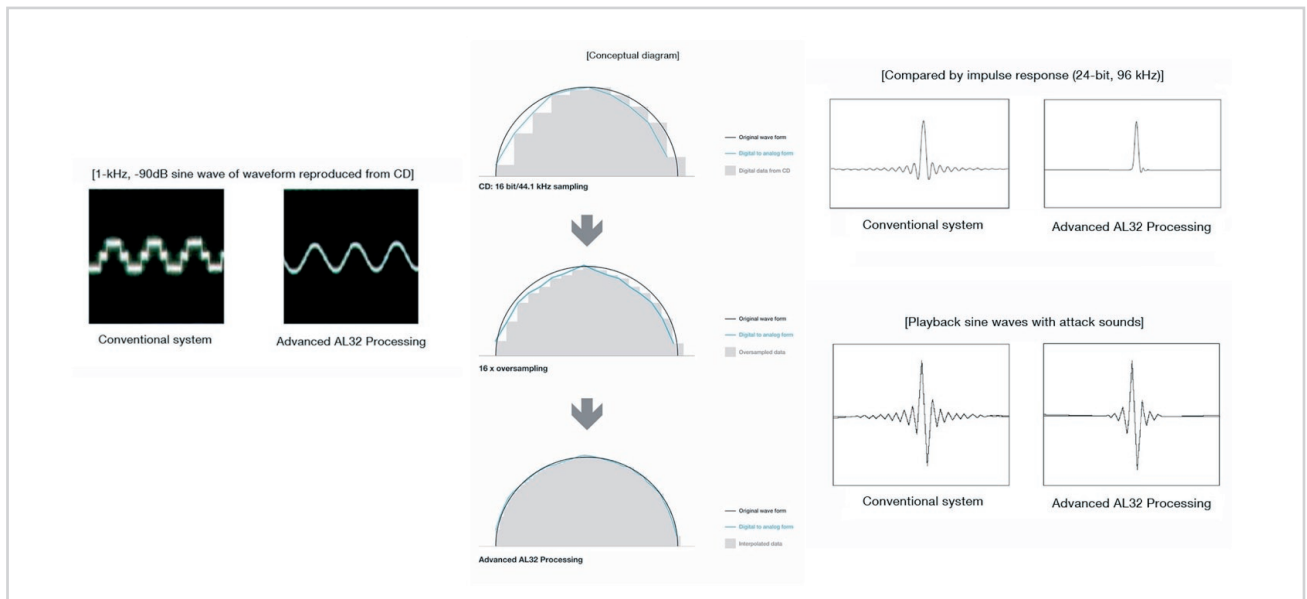 [1-kHz, -90dB sine wave of waveform reproduced from CD]
Conventional system
Advanced AL32 Processing
[Conceptual diagram]
Original wave form
Digital to analog form
Digital data from CD
CD: 16 bit/44.1 kHz sampling
Original wave form
Digital to analog form
Oversampled data
16 x oversampling
Original wave form
Digital to analog form
Interpolated data
Advanced AL32 Processing
[Compared by impulse response (24-bit, 96 kHz)]
Conventional system
Advanced AL32 Processing
[Playback sine waves with attack sounds]
Conventional system
Advanced AL32 Processing